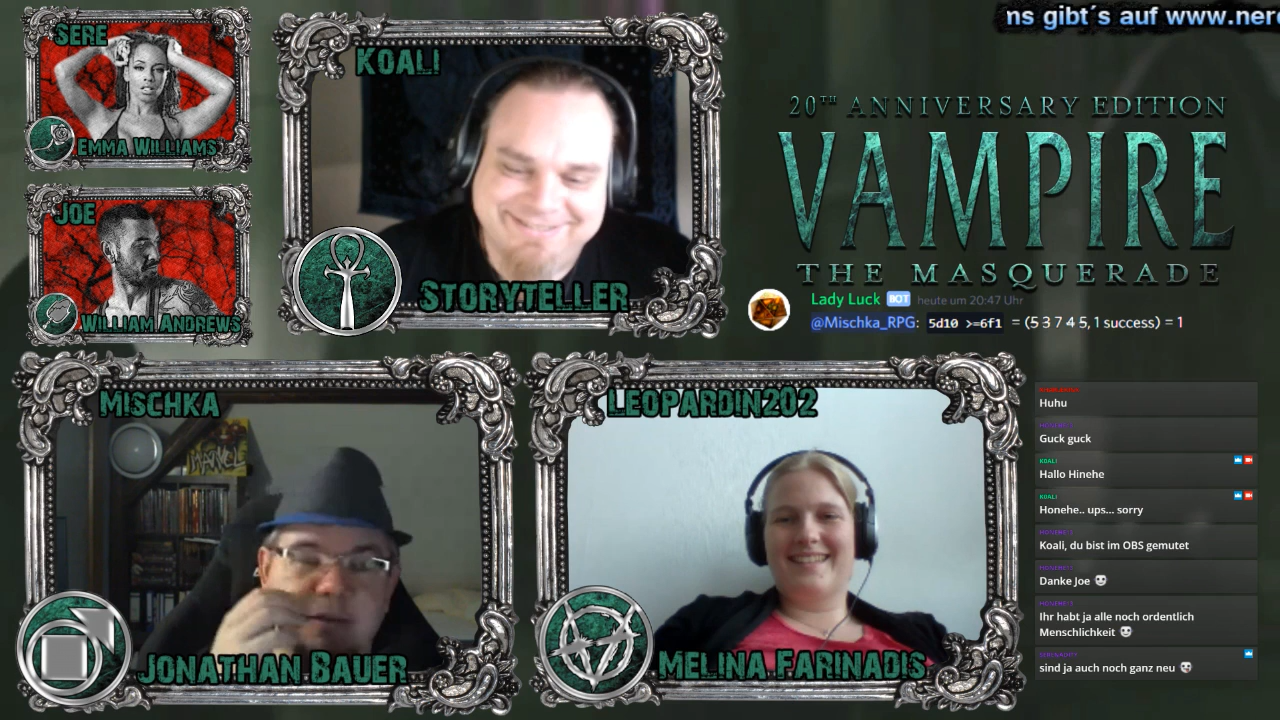 ns gibt´s auf www.ner
SERE
EMMA WILLIAMS
JOE
WILLIAM ANDREWS
KOALI
STORYTELLER
20TH ANNIVERSARY EDITION
VAMPIRE
THE MASQUERADE
Lady Luck BOT heute um 20:47 Uhr
@Mischka_RPG: 5d10 >=6f1 = (5 3 7 4 5, 1 success) = 1
MISCHKA
JONATHAN BAUER
LEOPARDIN202
MELINA FARINADIS
Huhu
Guck guck
KOALI
Hallo Hinehe
KOALI
Honehe.. ups... sorry
Koali, du bist im OBS gemutet
Danke Joe
Ihr habt ja alle noch ordentlich
Menschlichkeit
sind ja auch noch ganz neu